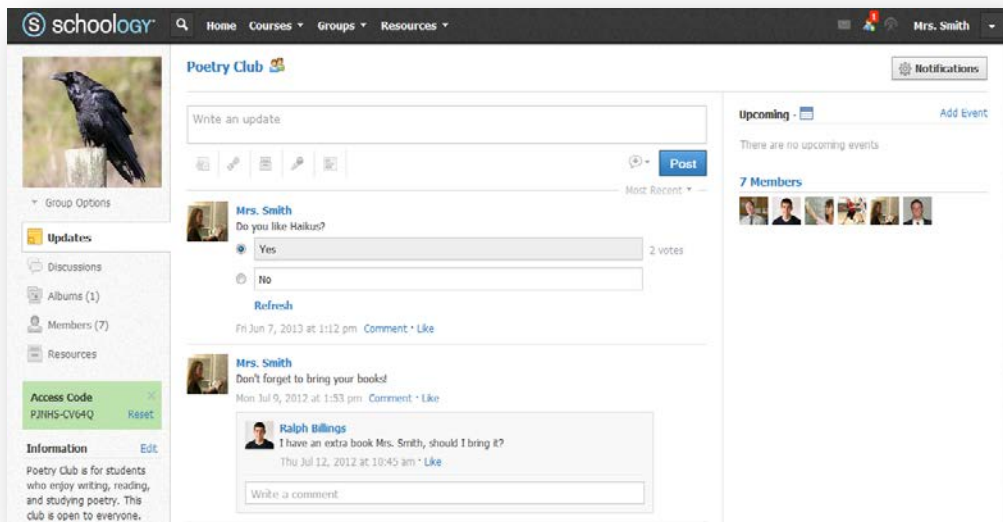 schoology
Home Courses Groups Resources
1
Mrs. Smith
Group Options
Updates
Discussions
Albums (1)
Members (7)
Resources
Access Code
PJNHS-CV64Q Reset
Information Edit
Poetry Club is for students
who enjoy writing, reading,
and studying poetry. This
club is open to everyone.
Poetry Club
Notifications
Write an update
Post
Most Recent
Mrs. Smith
Do you like Haikus?
Yes 2 votes
No
Refresh
Fri Jun 7, 2013 at 1:12 pm Comment · Like
Mrs. Smith
Don't forget to bring your books!
Mon Jul 9, 2012 at 1:53 pm Comment · Like
Ralph Billings
I have an extra book Mrs. Smith, should I bring it?
Thu Jul 12, 2012 at 10:45 am · Like
Write a comment
Upcoming · Add Event
There are no upcoming events
7 Members